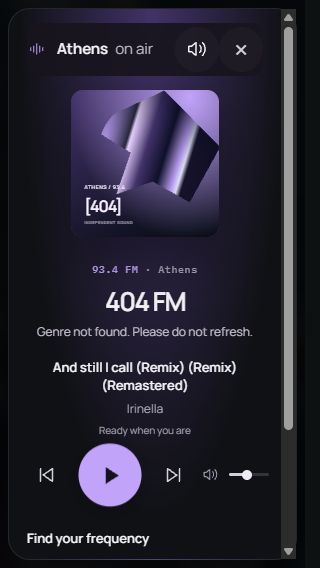 Athens on air
ATHENS / 93.4
[404]
INDEPENDENT SOUND
93.4 FM · Athens
404 FM
Genre not found. Please do not refresh.
And still I call (Remix) (Remix)
(Remastered)
Irinella
Ready when you are
Find your frequency